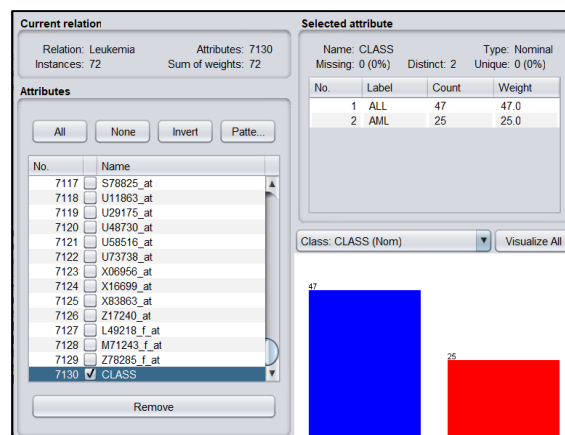 Current relation
Relation: Leukemia Attributes: 7130
Instances: 72 Sum of weights: 72
Attributes
All None Invert Patte...
No. Name
7117 S78825_at
7118 U11863_at
7119 U29175_at
7120 U48730_at
7121 U58516_at
7122 U73738_at
7123 X06956_at
7124 X16699_at
7125 X83863_at
7126 Z17240_at
7127 L49218_f_at
7128 M71243_f_at
7129 Z78285_f_at
7130 CLASS
Remove
Selected attribute
Name: CLASS Type: Nominal
Missing: 0 (0%) Distinct: 2 Unique: 0 (0%)
No. Label Count Weight
1 ALL 47 47.0
2 AML 25 25.0
Class: CLASS (Nom) Visualize All
47
25